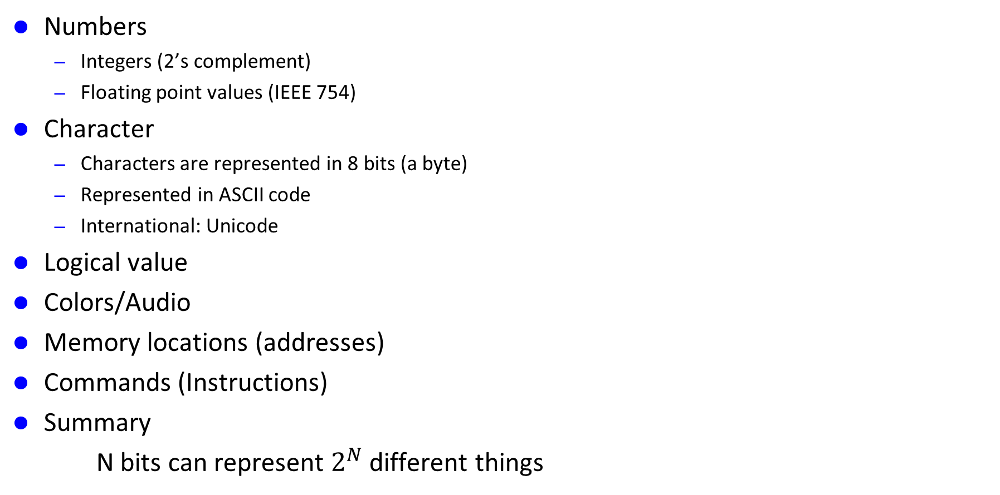 ● Numbers
– Integers (2’s complement)
– Floating point values (IEEE 754)
● Character
– Characters are represented in 8 bits (a byte)
– Represented in ASCII code
– International: Unicode
● Logical value
● Colors/Audio
● Memory locations (addresses)
● Commands (Instructions)
● Summary
N bits can represent 2^N different things